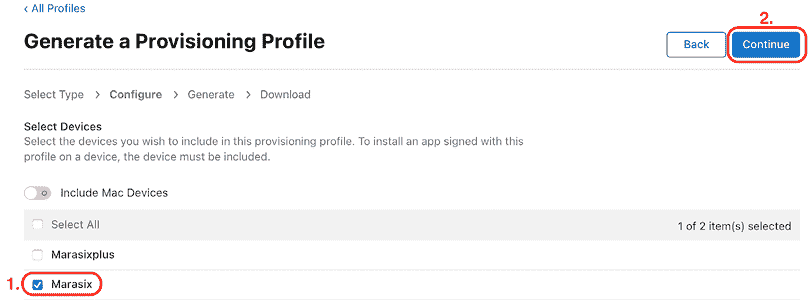 ‹ All Profiles
2.
Generate a Provisioning Profile
Back
Continue
Select Type > Configure > Generate > Download
Select Devices
Select the devices you wish to include in this provisioning profile. To install an app signed with this
profile on a device, the device must be included.
Include Mac Devices
Select All
1 of 2 item(s) selected
Marasixplus
1.
Marasix